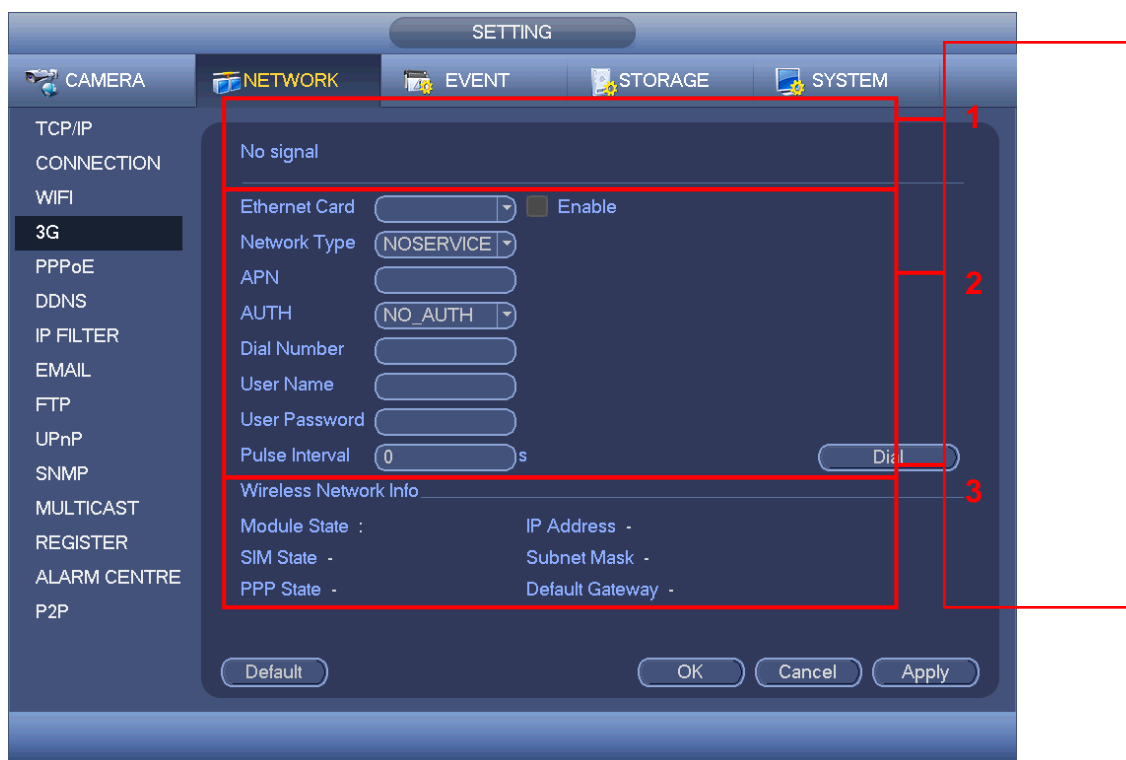 SETTING
CAMERA NETWORK EVENT STORAGE SYSTEM
TCP/IP
CONNECTION
WIFI
3G
PPPoE
DDNS
IP FILTER
EMAIL
FTP
UPnP
SNMP
MULTICAST
REGISTER
ALARM CENTRE
P2P
No signal
1
Ethernet Card Enable
Network Type NOSERVICE
APN
2
AUTH NO_AUTH
Dial Number
User Name
User Password
Pulse Interval 0 s Dial
Wireless Network Info
3
Module State : IP Address -
SIM State - Subnet Mask -
PPP State - Default Gateway -
Default OK Cancel Apply